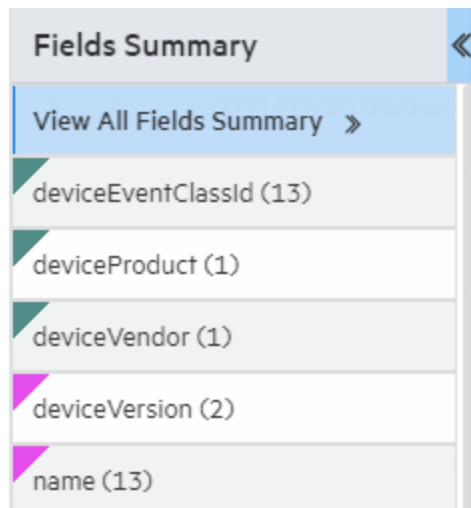 Fields Summary «
View All Fields Summary »
deviceEventClassId (13)
deviceProduct (1)
deviceVendor (1)
deviceVersion (2)
name (13)